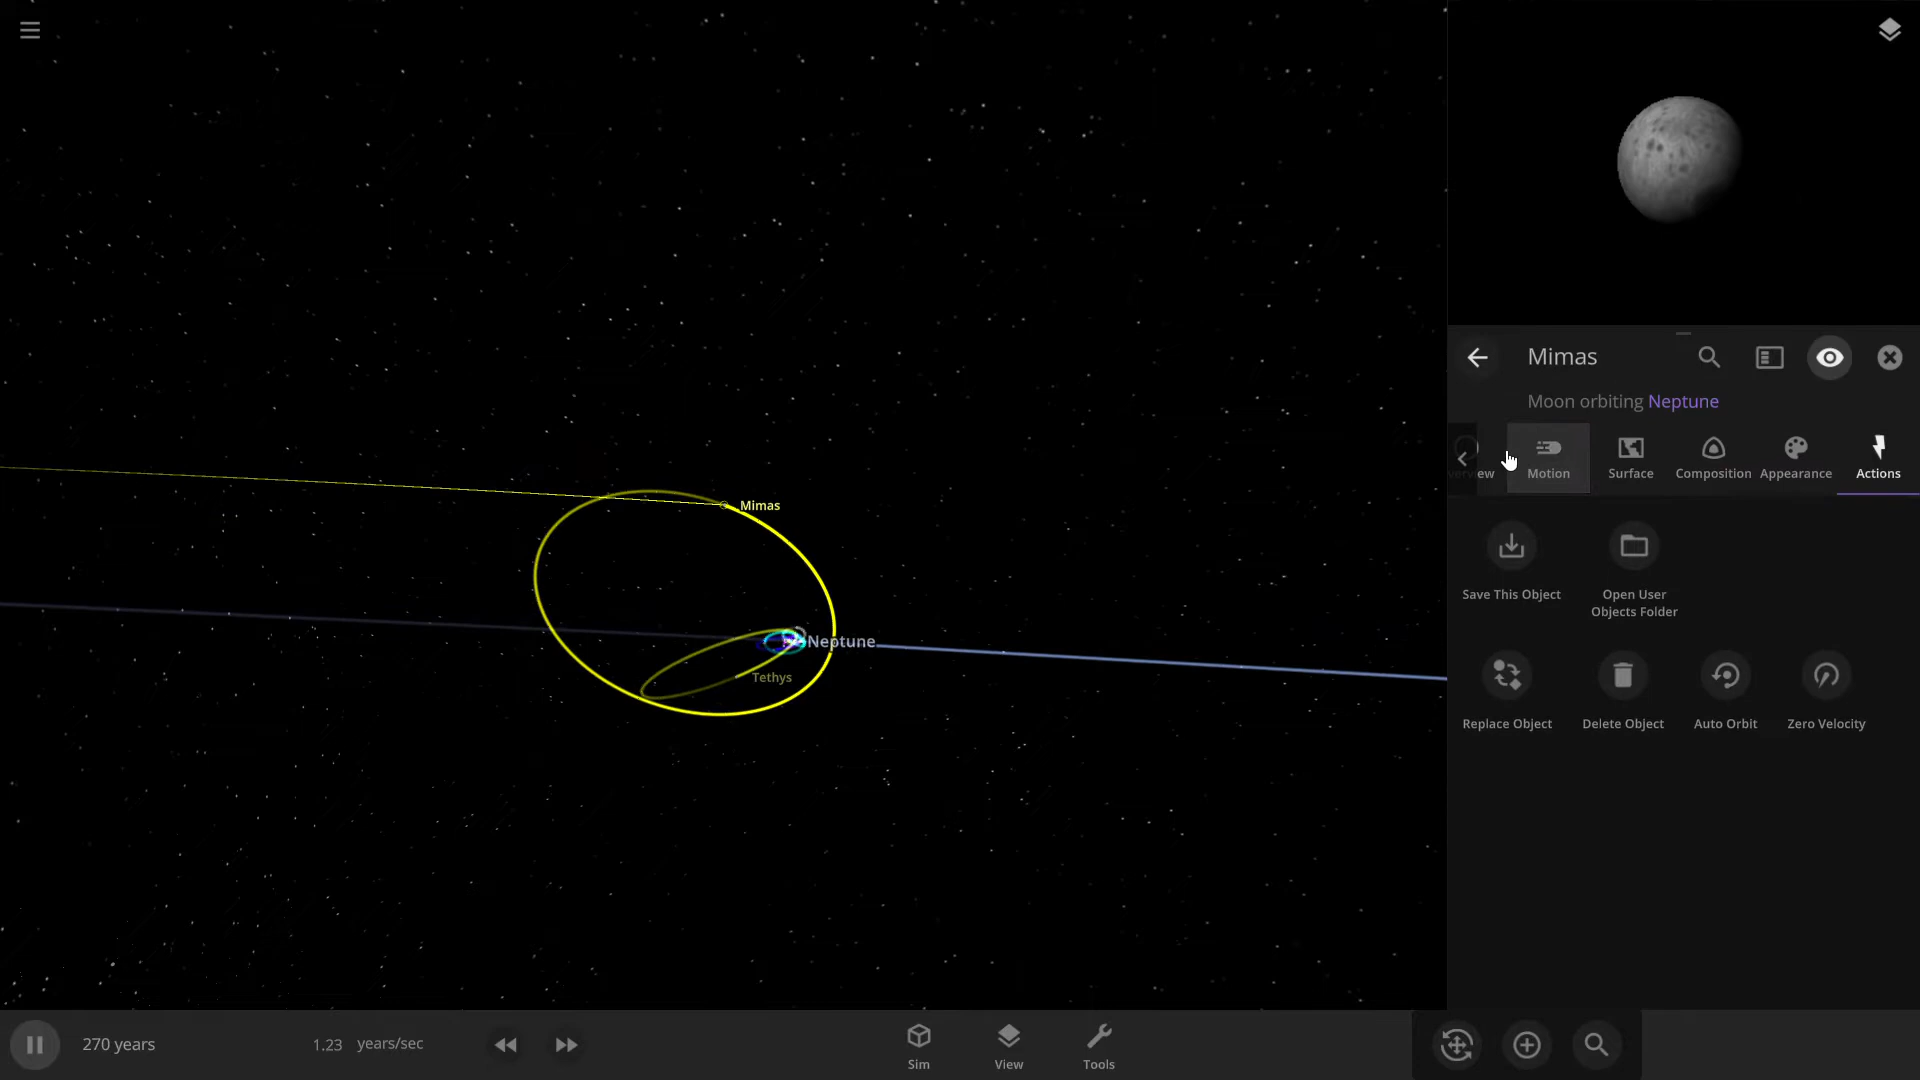 Mimas
Moon orbiting Neptune
Motion
Surface
Composition
Appearance
Actions
Mimas
Save This Object
Open User
Objects Folder
Neptune
Tethys
Replace Object
Delete Object
Auto Orbit
Zero Velocity
270 years
1.23 years/sec
Sim
View
Tools